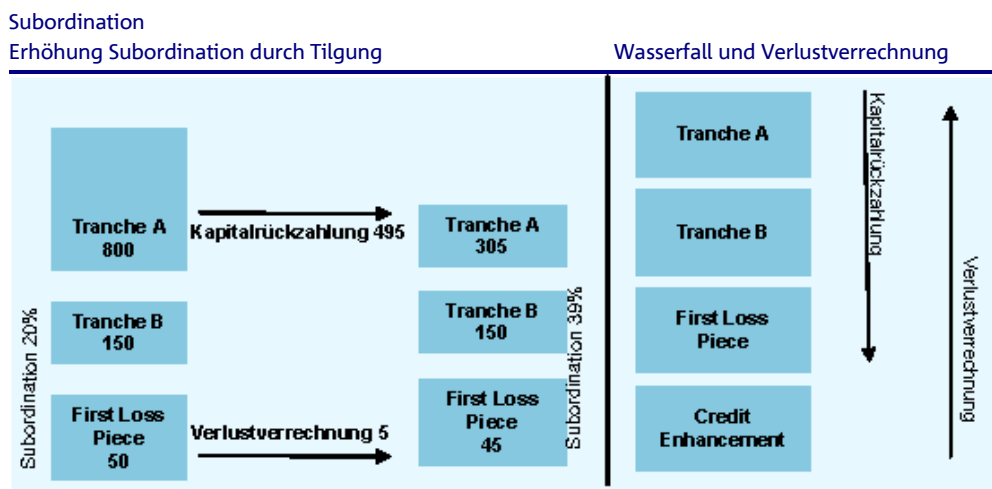 Subordination
Erhöhung Subordination durch Tilgung
Wasserfall und Verlustverrechnung
Tranche A
800
Kapitalrückzahlung 495
Tranche A
305
Tranche B
150
Tranche B
150
Subordination 20%
Subordination 39%
First Loss
Piece
50
Verlustverrechnung 5
First Loss
Piece
45
Tranche A
Tranche B
First Loss
Piece
Credit
Enhancement
Kapitalrückzahlung
Verlustverrechnung